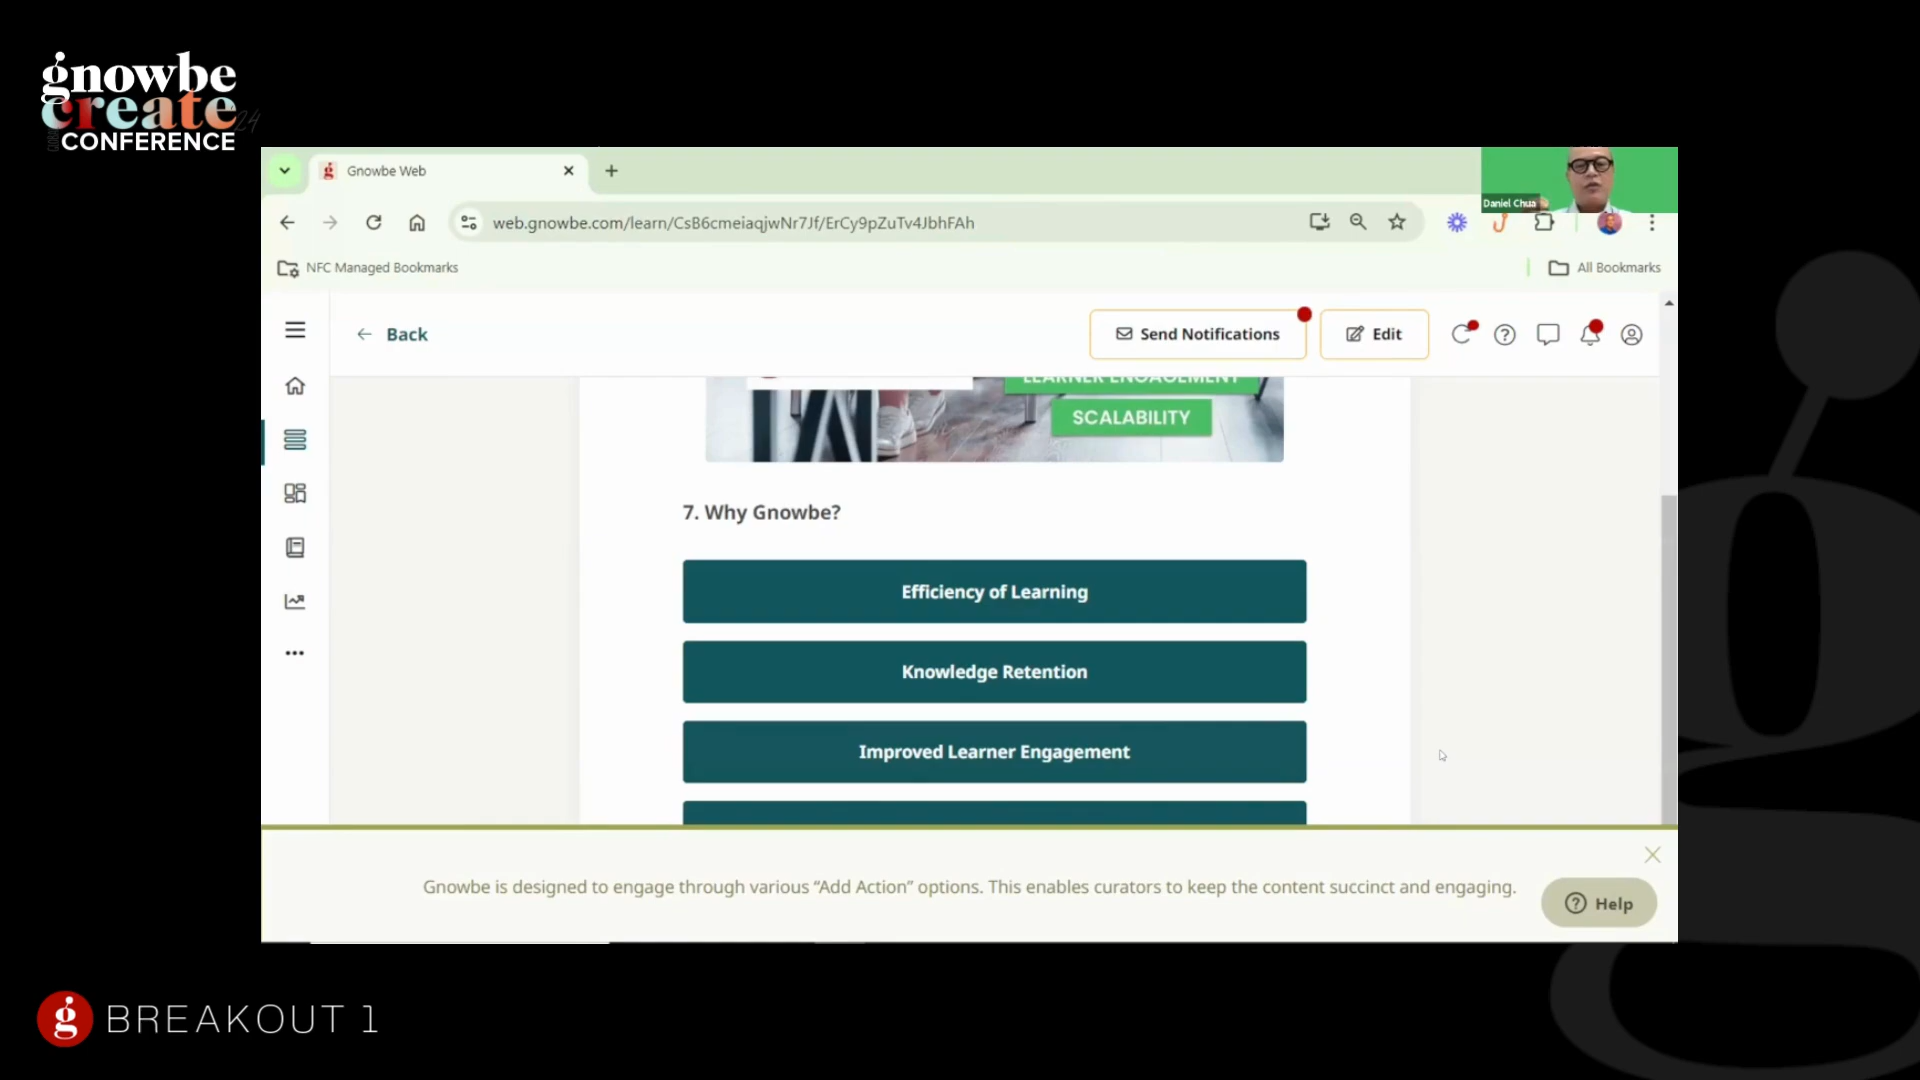 gnowbe
create '24
CONFERENCE
Gnowbe Web
Daniel Chua
web.gnowbe.com/learn/CsB6cmeiaqjwNr7Jf/ErCy9pZuTv4JbhFAh
NFC Managed Bookmarks
All Bookmarks
Back
Send Notifications
Edit
LEARNER ENGAGEMENT
SCALABILITY
7. Why Gnowbe?
Efficiency of Learning
Knowledge Retention
Improved Learner Engagement
Gnowbe is designed to engage through various “Add Action” options. This enables curators to keep the content succinct and engaging.
Help
g BREAKOUT 1